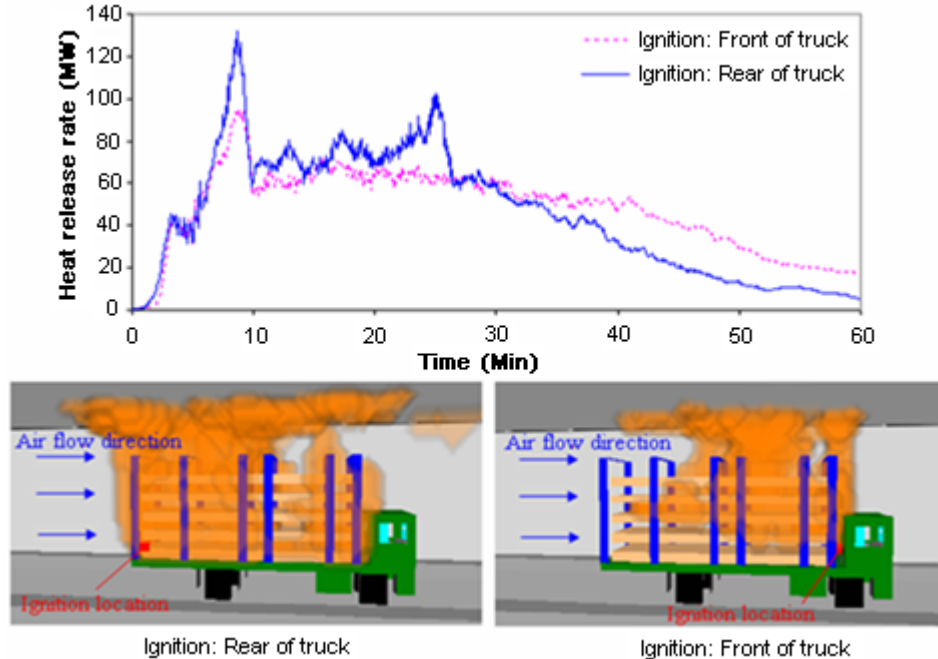 140
120
100
80
60
40
20
0
Heat release rate (MW)
Ignition: Front of truck
Ignition: Rear of truck
0 10 20 30 40 50 60
Time (Min)
Air flow direction
Ignition location
Ignition: Rear of truck
Air flow direction
Ignition location
Ignition: Front of truck